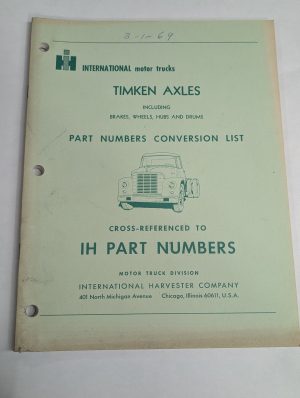 3-1-69
IH INTERNATIONAL motor trucks
TIMKEN AXLES
INCLUDING
BRAKES, WHEELS, HUBS AND DRUMS
PART NUMBERS CONVERSION LIST
CROSS-REFERENCED TO
IH PART NUMBERS
MOTOR TRUCK DIVISION
INTERNATIONAL HARVESTER COMPANY
401 North Michigan Avenue Chicago, Illinois 60611, U.S.A.